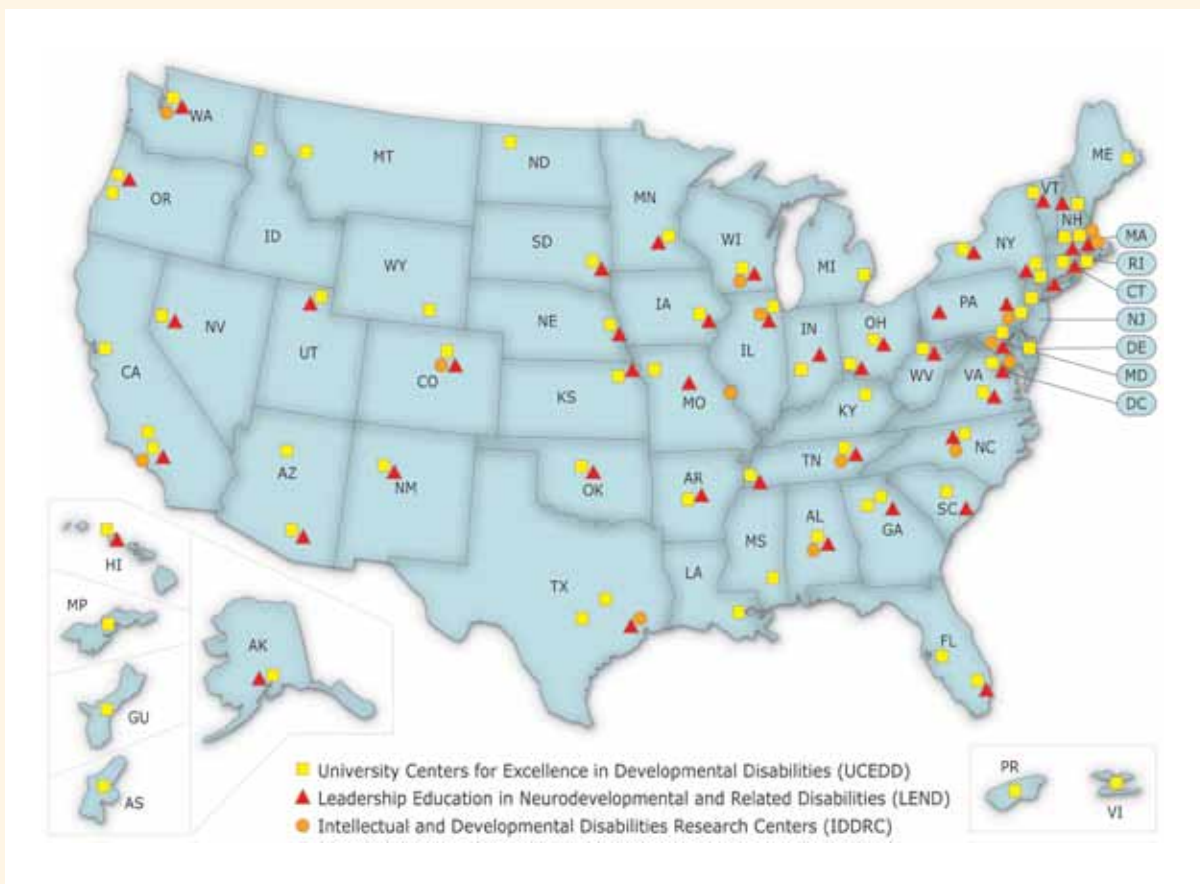 WA
MT
ND
MN
ME
VT
OR
ID
SD
WI
NY
NH
MA
WY
MI
RI
IA
PA
CT
NV
NE
IN
OH
NJ
CA
UT
CO
IL
WV
VA
DE
KS
MO
KY
MD
DC
AZ
NM
OK
AR
TN
NC
MS
AL
GA
SC
TX
LA
HI
FL
MP
AK
GU
AS
PR
VI
University Centers for Excellence in Developmental Disabilities (UCEDD)
Leadership Education in Neurodevelopmental and Related Disabilities (LEND)
Intellectual and Developmental Disabilities Research Centers (IDDRC)